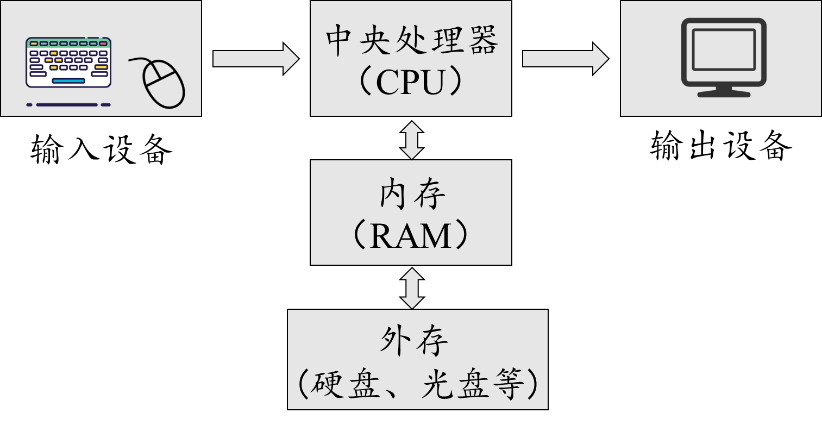 中央处理器
（CPU）
输入设备
输出设备
内存
（RAM）
外存
(硬盘、光盘等)